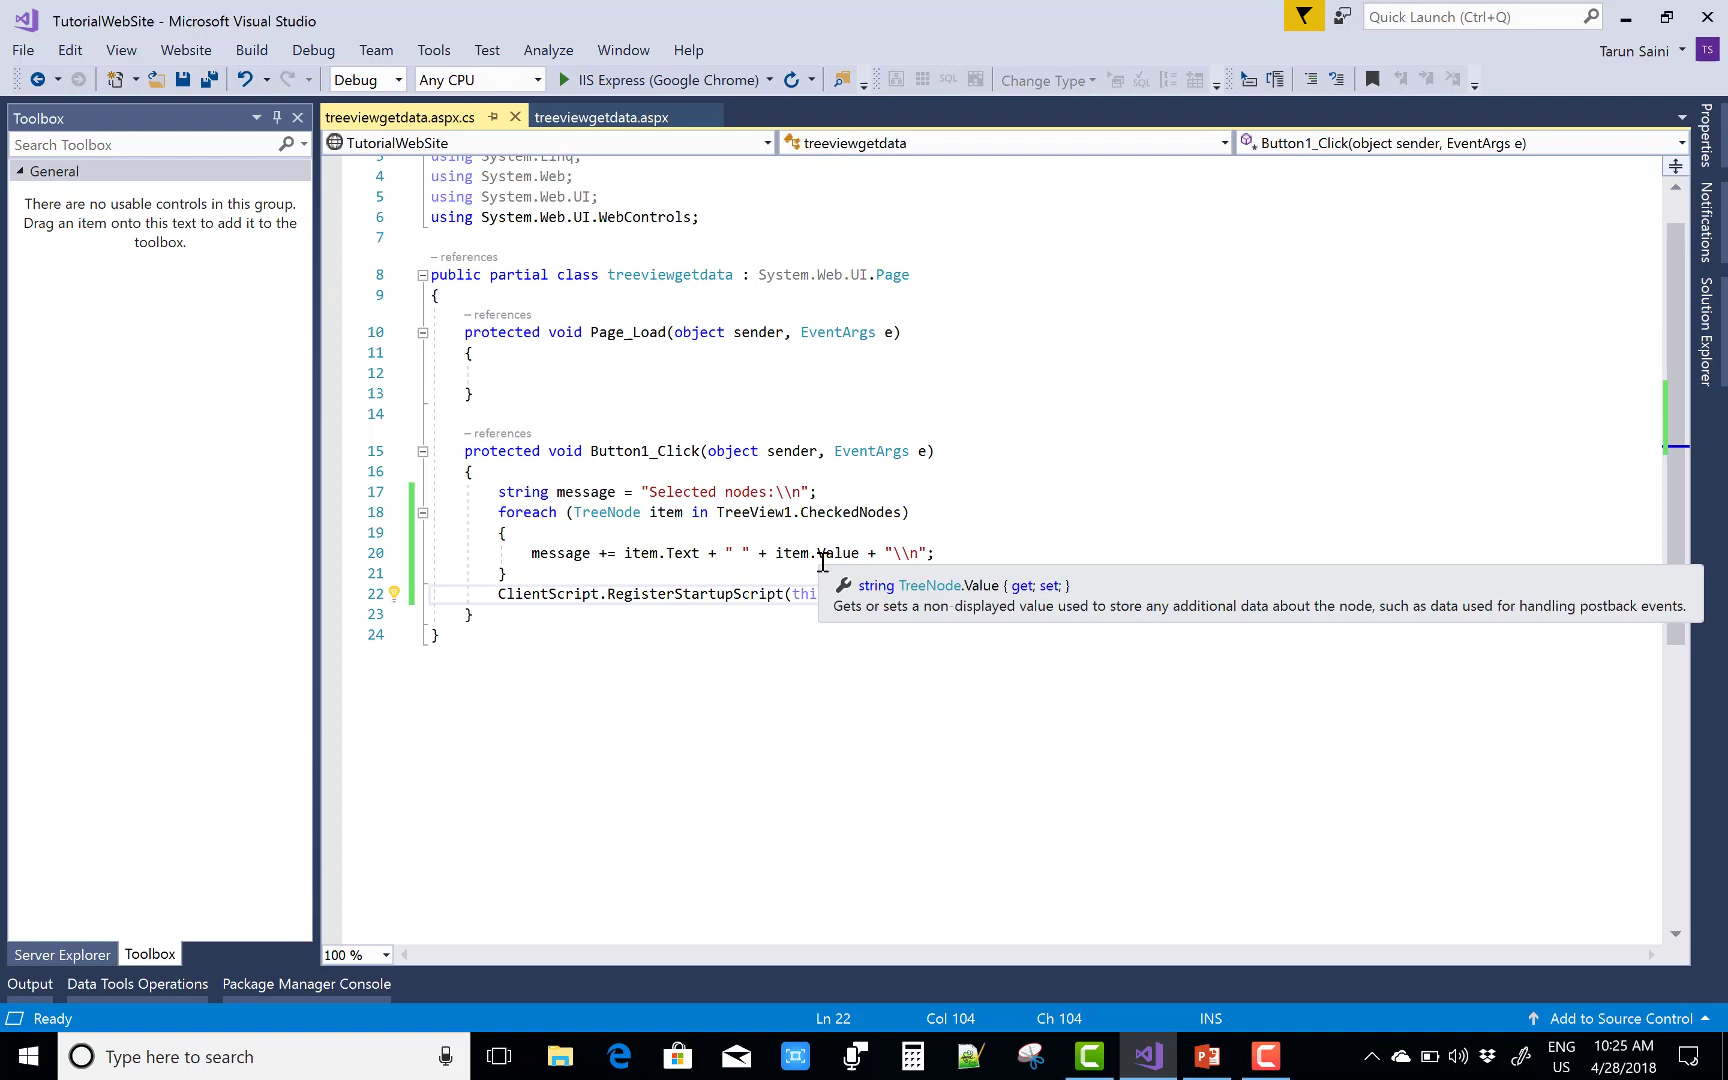 TutorialWebSite - Microsoft Visual Studio
Quick Launch (Ctrl+Q)
File Edit View Website Build Debug Team Tools Test Analyze Window Help
Tarun Saini TS
Debug Any CPU IIS Express (Google Chrome) SQL Change Type
Toolbox
treeviewgetdata.aspx.cs treeviewgetdata.aspx
Search Toolbox
TutorialWebSite treeviewgetdata Button1_Click(object sender, EventArgs e)
General
There are no usable controls in this group.
Drag an item onto this text to add it to the
toolbox.
Properties
Notifications
Solution Explorer
3 using System.Linq;
4 using System.Web;
5 using System.Web.UI;
6 using System.Web.UI.WebControls;
7
– references
8 public partial class treeviewgetdata : System.Web.UI.Page
9 {
– references
10 protected void Page_Load(object sender, EventArgs e)
11 {
12
13 }
14
– references
15 protected void Button1_Click(object sender, EventArgs e)
16 {
17 string message = "Selected nodes:\\n";
18 foreach (TreeNode item in TreeView1.CheckedNodes)
19 {
20 message += item.Text + " " + item.Value + "\\n";
21 }
22 ClientScript.RegisterStartupScript(thi
23 }
24 }
string TreeNode.Value { get; set; }
Gets or sets a non-displayed value used to store any additional data about the node, such as data used for handling postback events.
100 %
Server Explorer Toolbox
Output Data Tools Operations Package Manager Console
Ready Ln 22 Col 104 Ch 104 INS Add to Source Control
Type here to search
ENG
US
10:25 AM
4/28/2018